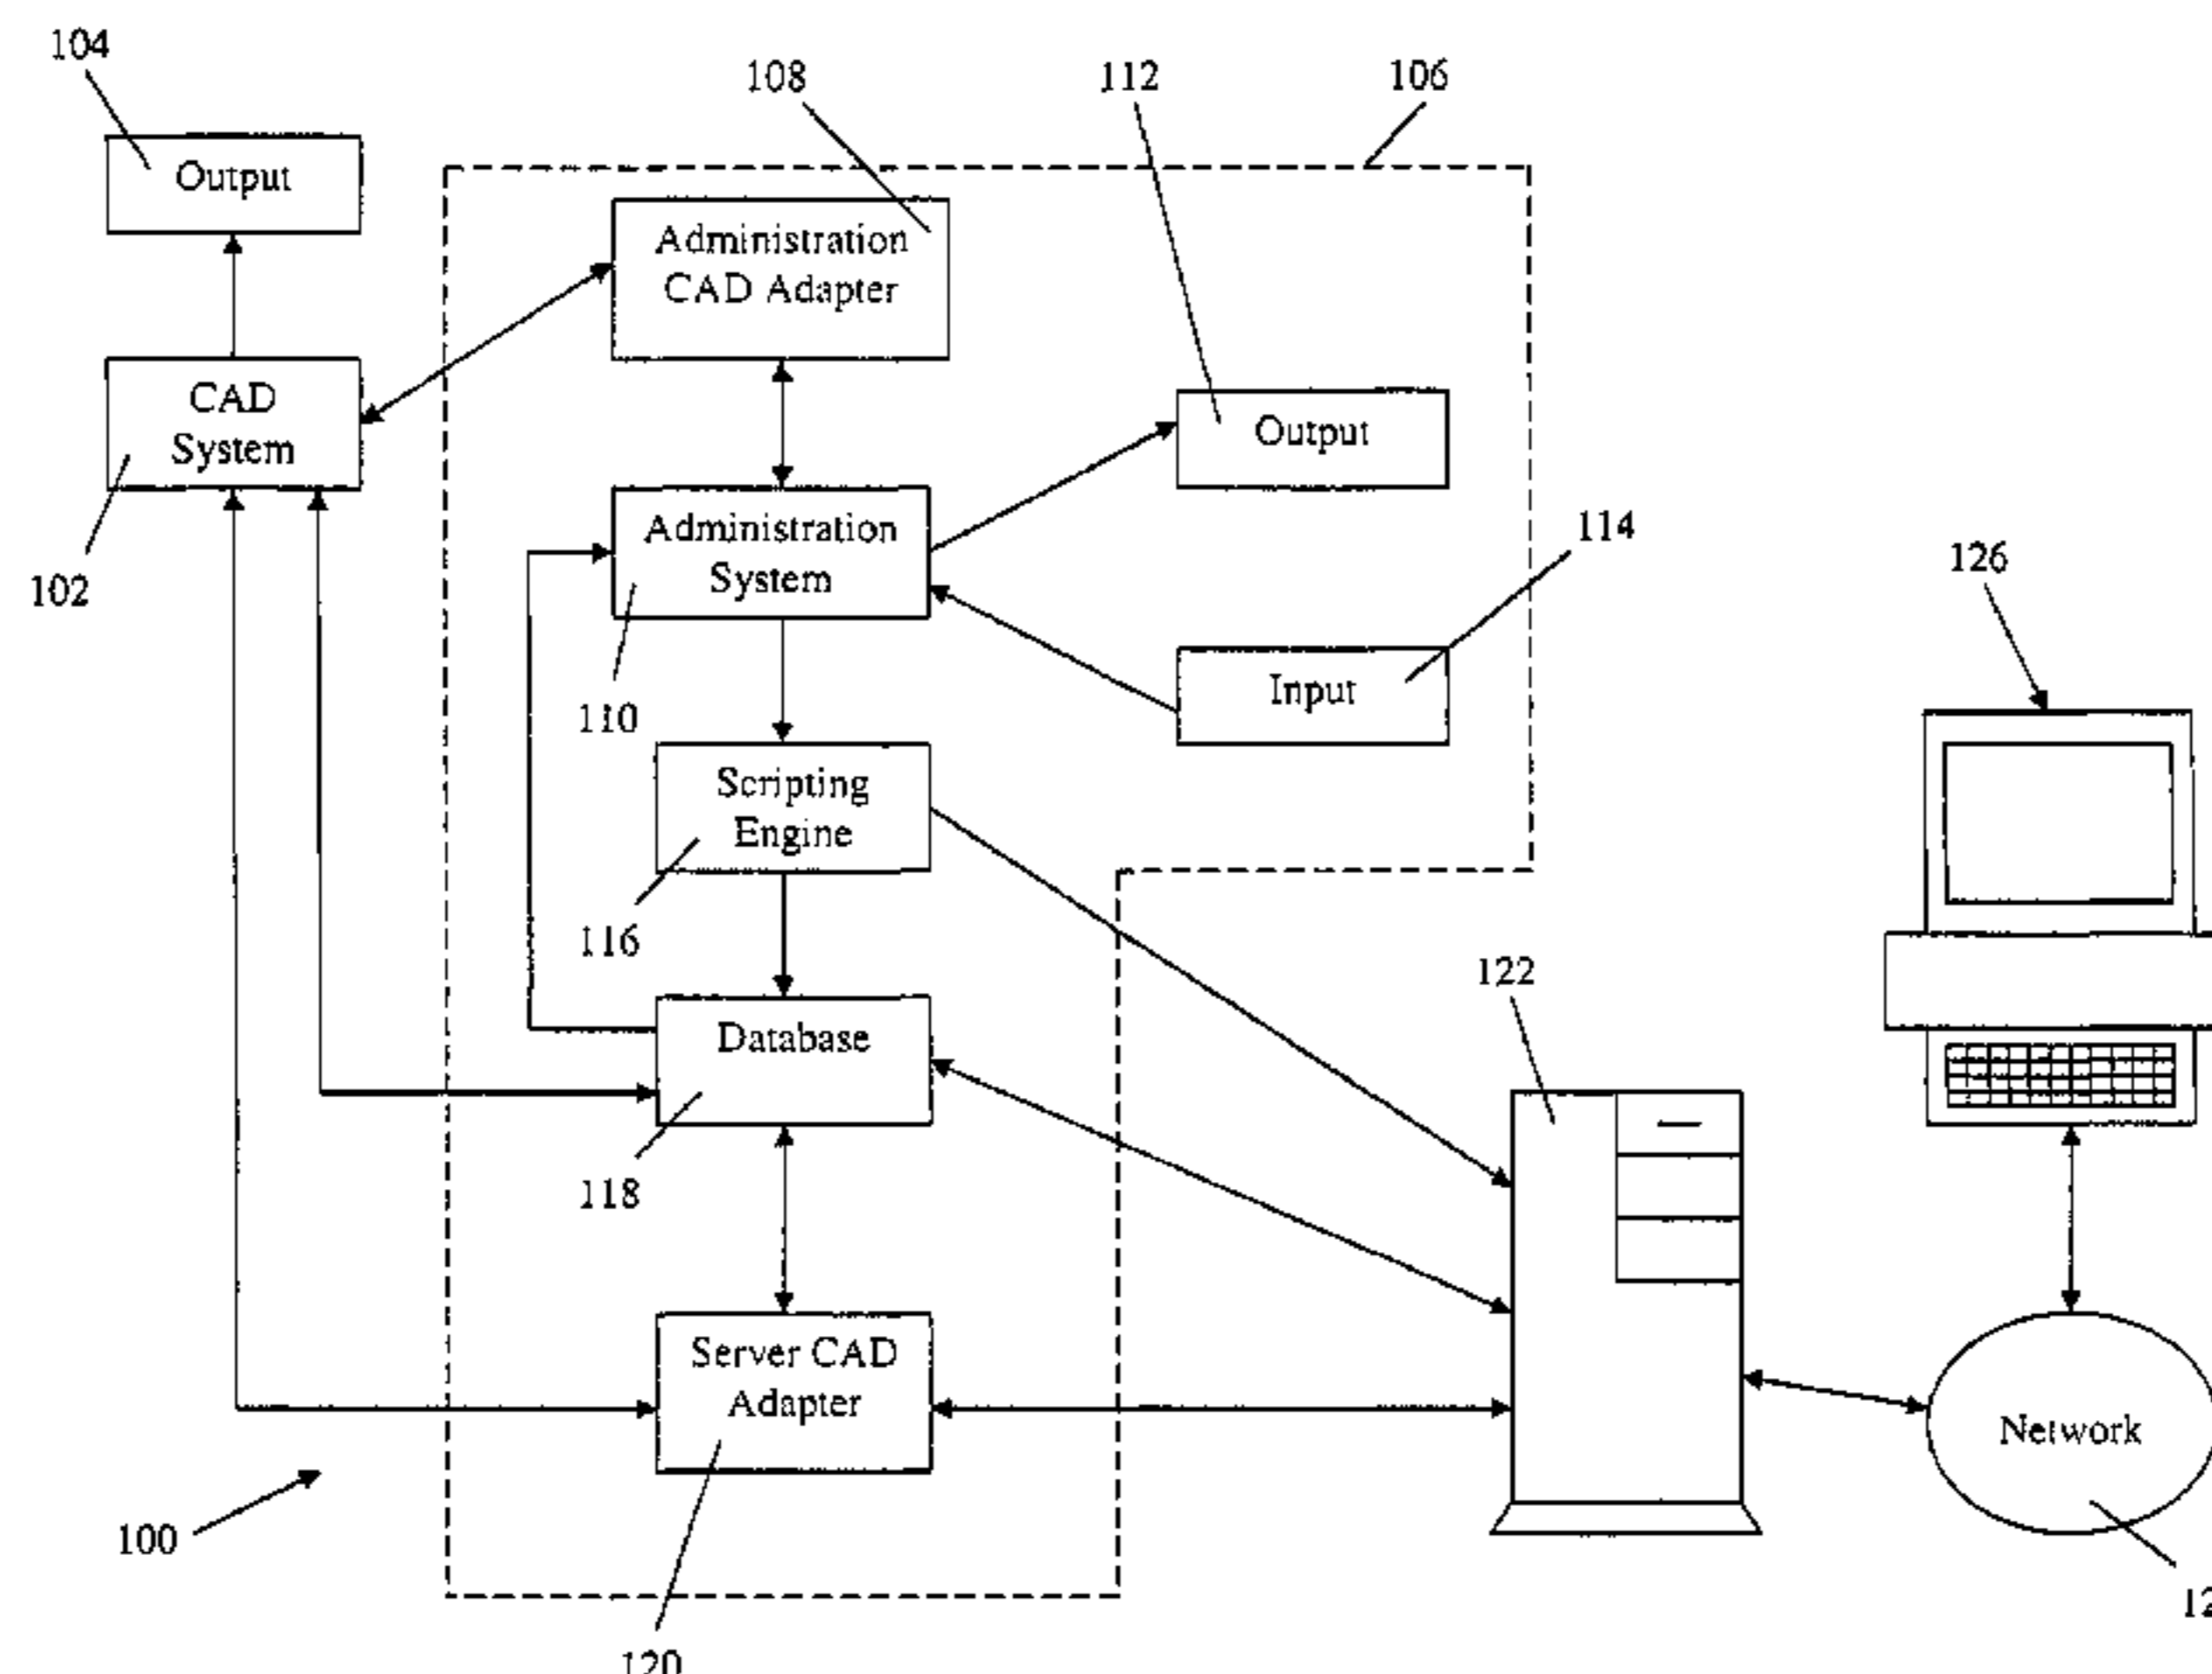 104
108
112
106
Output
Administration
CAD Adapter
CAD
System
Output
102
Administration
System
114
126
110
Input
Scripting
Engine
116
122
Database
118
Server CAD
Adapter
Network
100
120